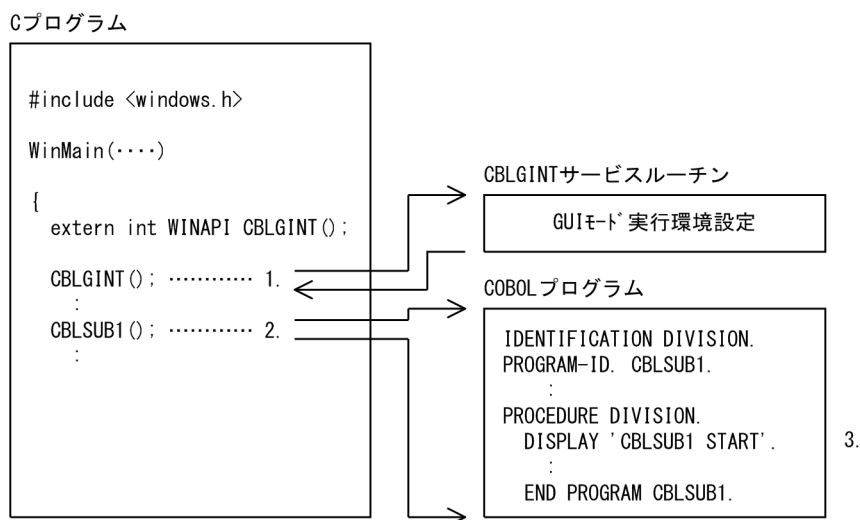 Cプログラム
#include <windows.h>
WinMain(‥‥)
{
extern int WINAPI CBLGINT();
CBLGINT(); ………… 1.
:
CBLSUB1(); ………… 2.
:
CBLGINTサービスルーチン
GUIﾓｰﾄﾞ実行環境設定
COBOLプログラム
IDENTIFICATION DIVISION.
PROGRAM-ID. CBLSUB1.
:
PROCEDURE DIVISION.
DISPLAY 'CBLSUB1 START'. 3.
:
END PROGRAM CBLSUB1.